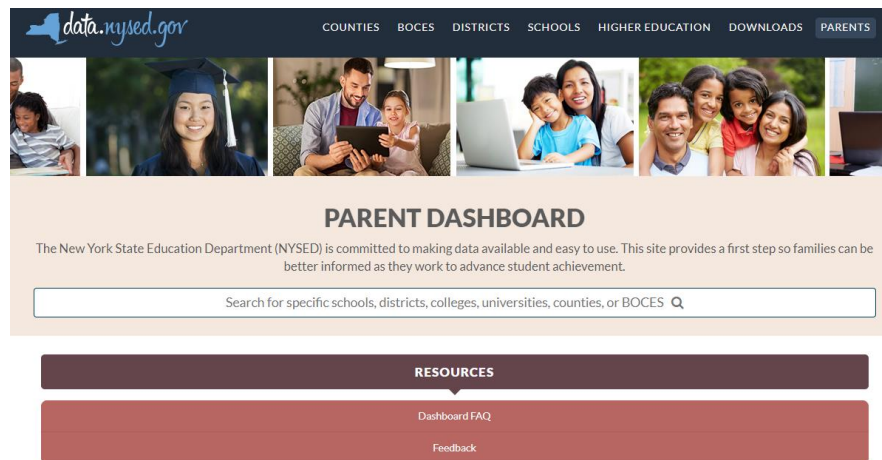 data.nysed.gov
COUNTIES BOCES DISTRICTS SCHOOLS HIGHER EDUCATION DOWNLOADS PARENTS
PARENT DASHBOARD
The New York State Education Department (NYSED) is committed to making data available and easy to use. This site provides a first step so families can be
better informed as they work to advance student achievement.
Search for specific schools, districts, colleges, universities, counties, or BOCES
RESOURCES
Dashboard FAQ
Feedback